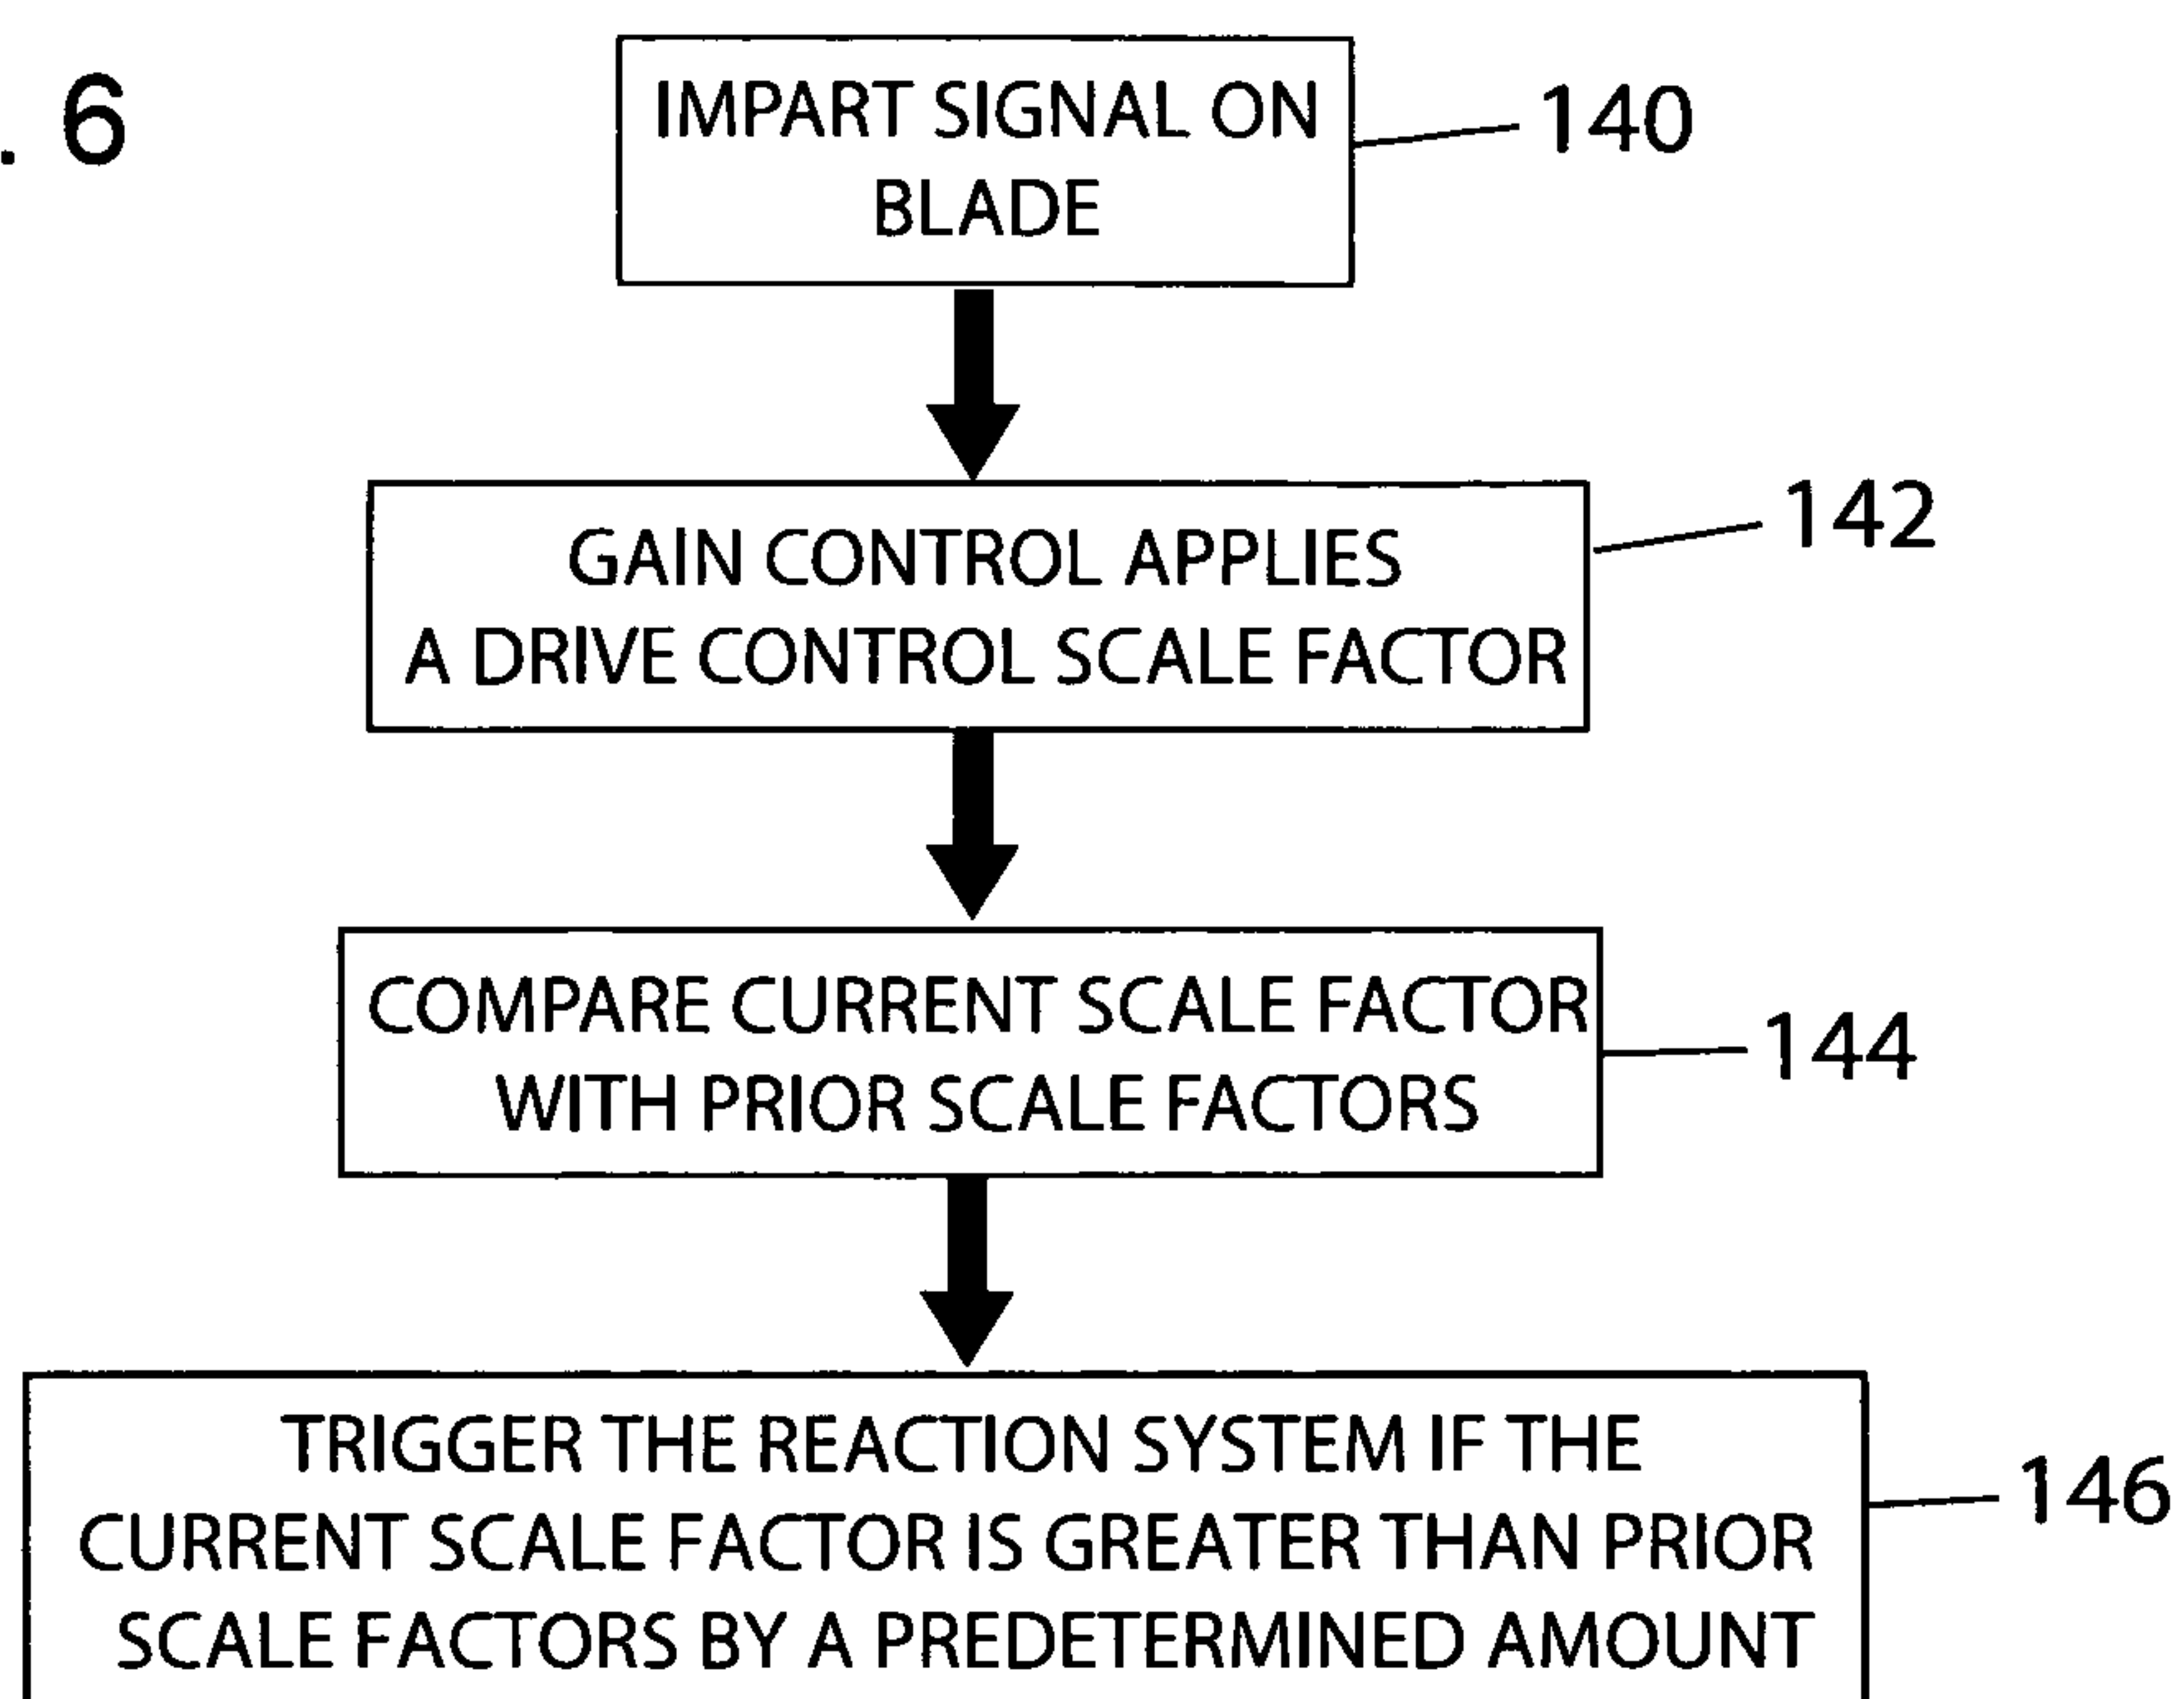 . 6
IMPART SIGNAL ON
BLADE
140
GAIN CONTROL APPLIES
A DRIVE CONTROL SCALE FACTOR
142
COMPARE CURRENT SCALE FACTOR
WITH PRIOR SCALE FACTORS
144
TRIGGER THE REACTION SYSTEM IF THE
CURRENT SCALE FACTOR IS GREATER THAN PRIOR
SCALE FACTORS BY A PREDETERMINED AMOUNT
146